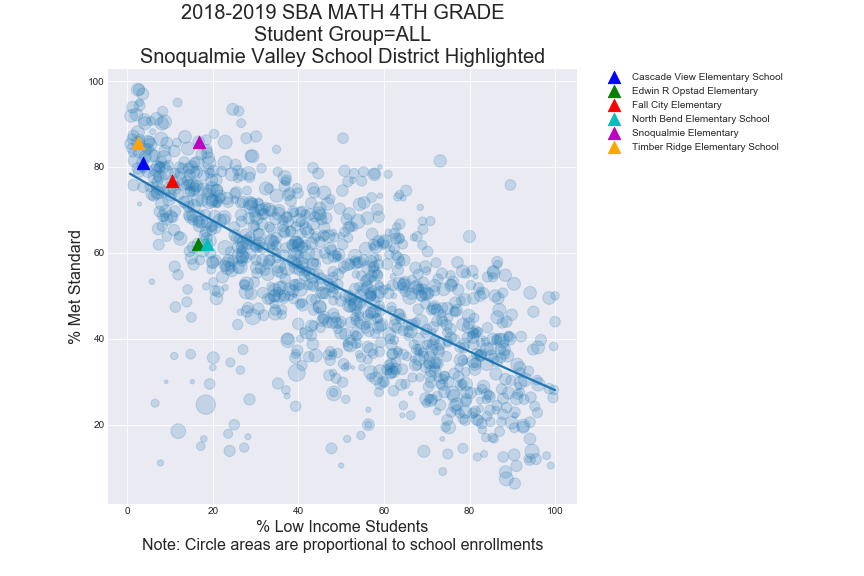 2018-2019 SBA MATH 4TH GRADE
Student Group=ALL
Snoqualmie Valley School District Highlighted
100
80
60
40
20
% Met Standard
0 20 40 60 80 100
% Low Income Students
Note: Circle areas are proportional to school enrollments
Cascade View Elementary School
Edwin R Opstad Elementary
Fall City Elementary
North Bend Elementary School
Snoqualmie Elementary
Timber Ridge Elementary School